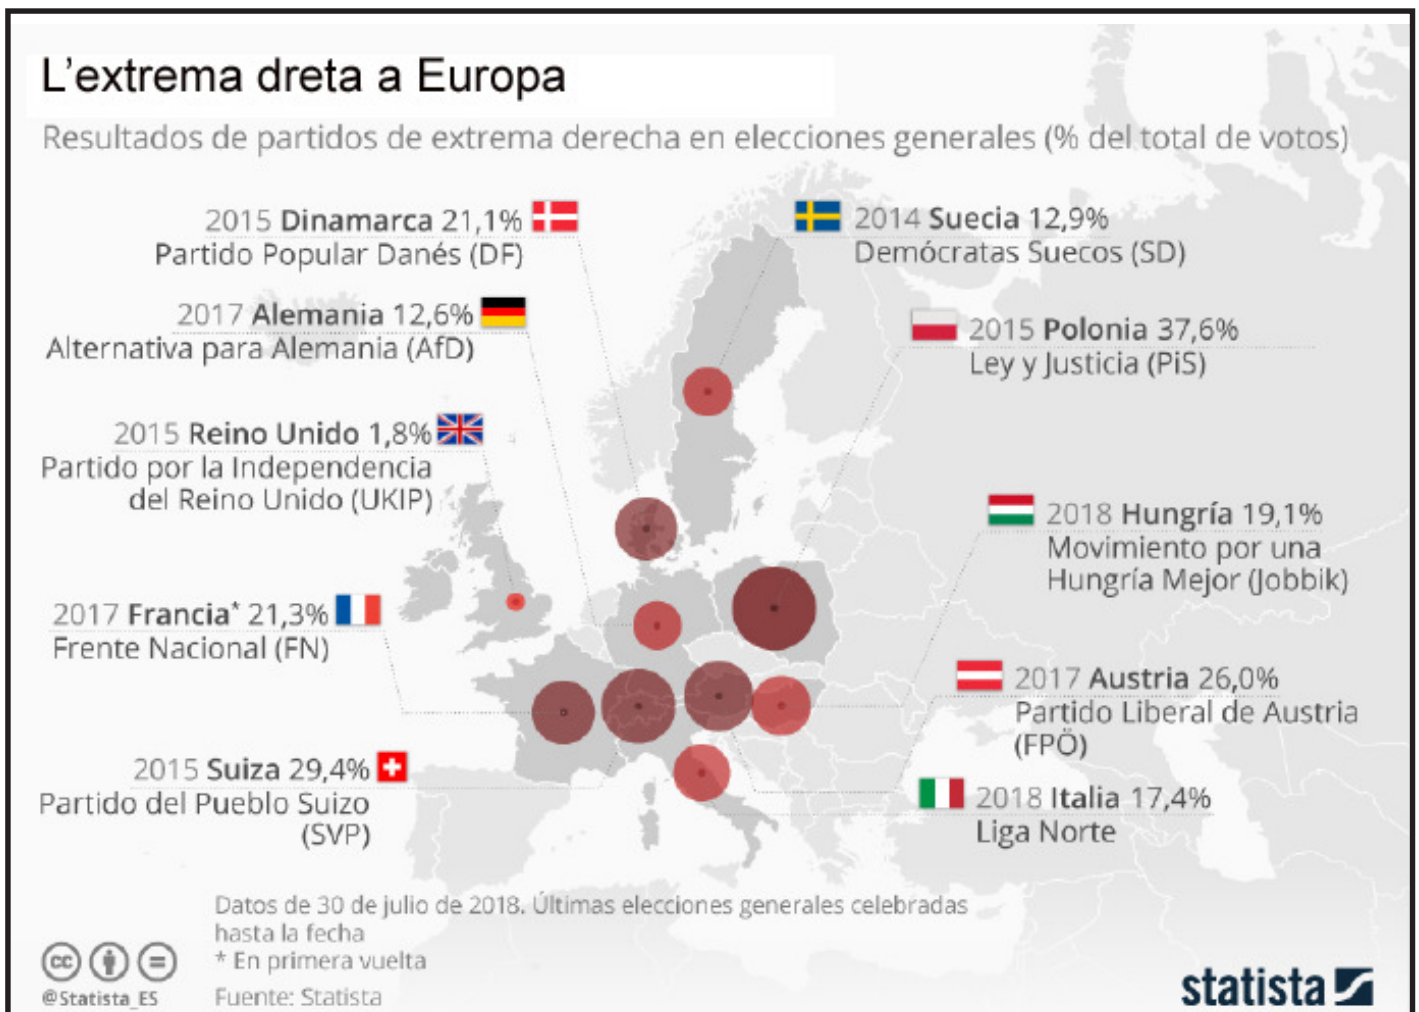 L'extrema dreta a Europa
Resultados de partidos de extrema derecha en elecciones generales (% del total de votos)
2015 Dinamarca 21,1%
Partido Popular Danés (DF)
2014 Suecia 12,9%
Demócratas Suecos (SD)
2017 Alemania 12,6%
Alternativa para Alemania (AfD)
2015 Polonia 37,6%
Ley y Justicia (PiS)
2015 Reino Unido 1,8%
Partido por la Independencia
del Reino Unido (UKIP)
2018 Hungría 19,1%
Movimiento por una
Hungría Mejor (Jobbik)
2017 Francia* 21,3%
Frente Nacional (FN)
2017 Austria 26,0%
Partido Liberal de Austria
(FPÖ)
2015 Suiza 29,4%
Partido del Pueblo Suizo
(SVP)
2018 Italia 17,4%
Liga Norte
Datos de 30 de julio de 2018. Últimas elecciones generales celebradas
hasta la fecha
* En primera vuelta
cc
@Statista_ES
Fuente: Statista
statista